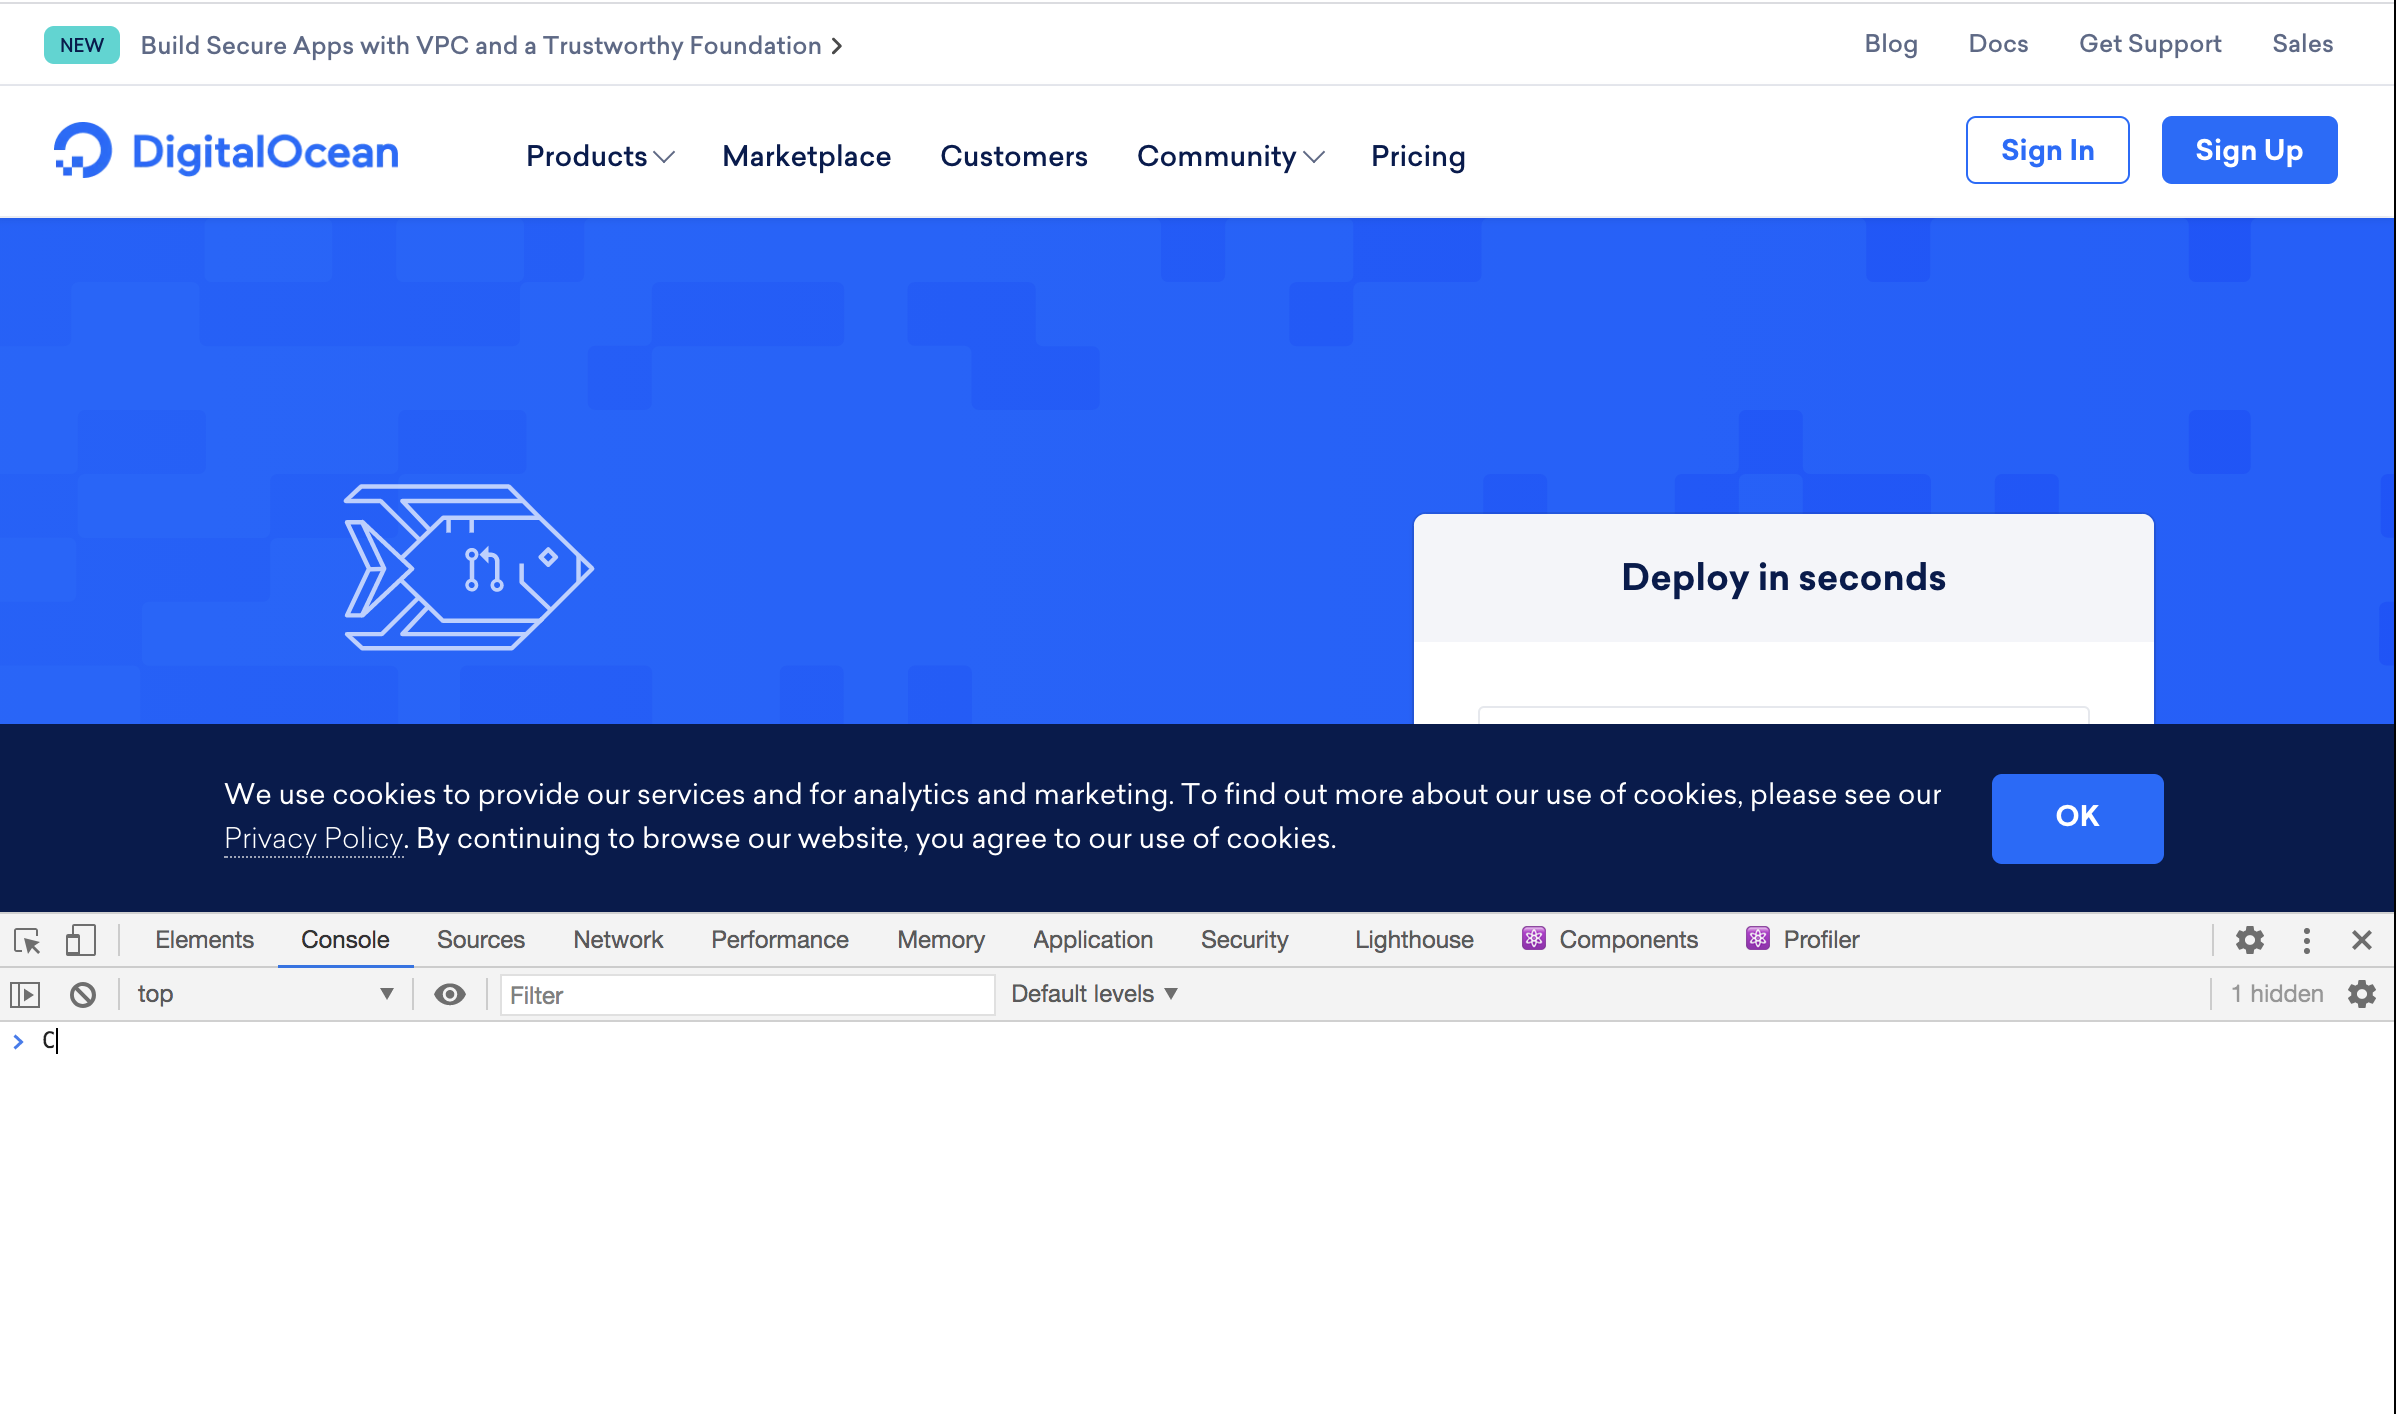 NEW Build Secure Apps with VPC and a Trustworthy Foundation
Blog Docs Get Support Sales
DigitalOcean Products Marketplace Customers Community Pricing Sign In Sign Up
Deploy in seconds
We use cookies to provide our services and for analytics and marketing. To find out more about our use of cookies, please see our
Privacy Policy. By continuing to browse our website, you agree to our use of cookies.
OK
Elements Console Sources Network Performance Memory Application Security Lighthouse Components Profiler
top Filter Default levels 1 hidden
C